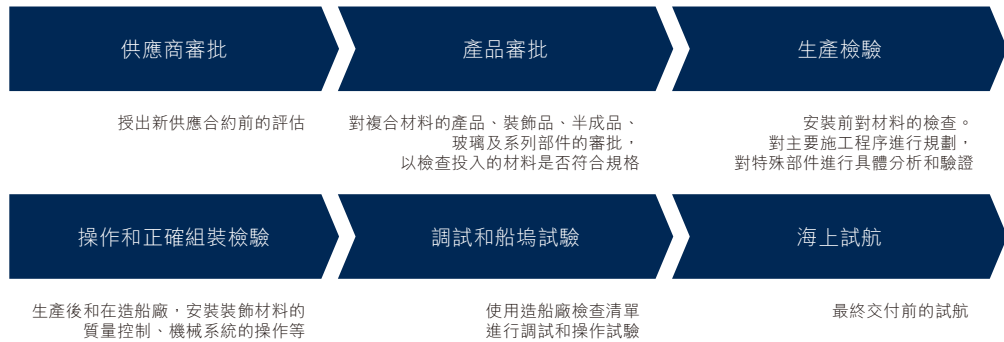 供應商審批
產品審批
生產檢驗
授出新供應合約前的評估
對複合材料的產品、裝飾品、半成品、
玻璃及系列部件的審批，
以檢查投入的材料是否符合規格
安裝前對材料的檢查。
對主要施工程序進行規劃，
對特殊部件進行具體分析和驗證
操作和正確組裝檢驗
調試和船塢試驗
海上試航
生產後和在造船廠，安裝裝飾材料的
質量控制、機械系統的操作等
使用造船廠檢查清單
進行調試和操作試驗
最終交付前的試航